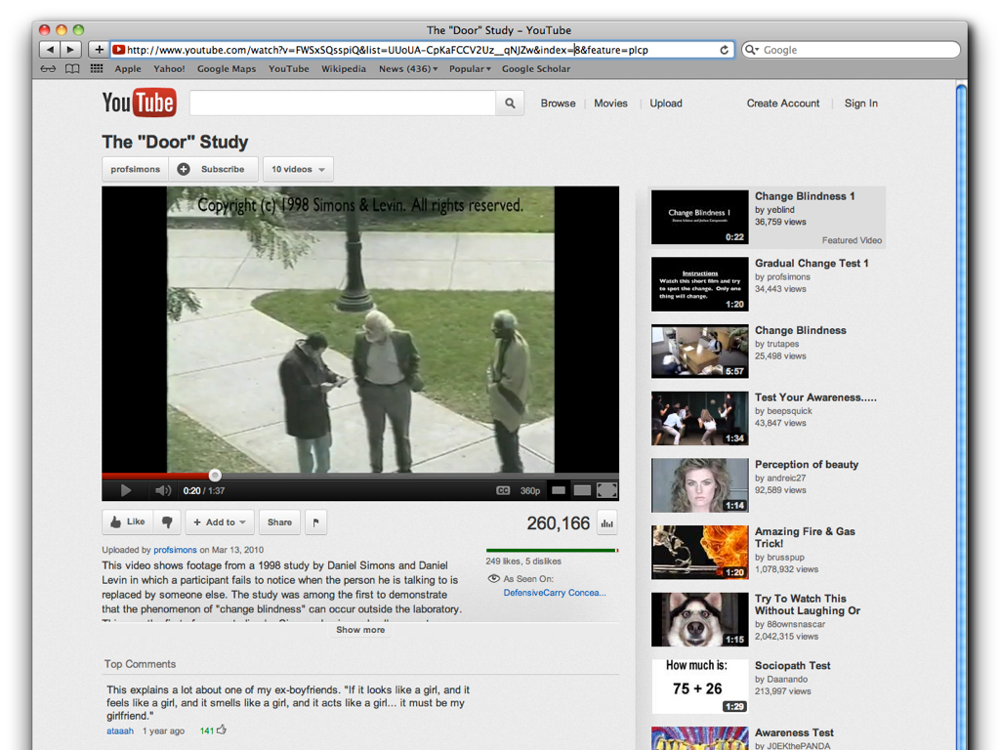 The "Door" Study – YouTube
http://www.youtube.com/watch?v=FWSxSQsspiQ&list=UUoUA-CpKaFCCV2Uz__qNJZw&index=8&feature=plcp
Google
Apple Yahoo! Google Maps YouTube Wikipedia News (436) Popular Google Scholar
YouTube
Browse Movies Upload Create Account Sign In
The "Door" Study
profsimons Subscribe 10 videos
Copyright (c) 1998 Simons & Levin. All rights reserved.
0:20 / 1:37 CC 360p
Like Add to Share
260,166
Uploaded by profsimons on Mar 13, 2010
This video shows footage from a 1998 study by Daniel Simons and Daniel
Levin in which a participant fails to notice when the person he is talking to is
replaced by someone else. The study was among the first to demonstrate
that the phenomenon of "change blindness" can occur outside the laboratory.
Show more
249 likes, 5 dislikes
As Seen On:
DefensiveCarry Concea...
Top Comments
This explains a lot about one of my ex-boyfriends. "If it looks like a girl, and it
feels like a girl, and it smells like a girl, and it acts like a girl... it must be my
girlfriend."
ataaah 1 year ago 141
Change Blindness 1
0:22
Change Blindness 1
by yeblind
36,759 views
Featured Video
Instructions
Watch this short film and try
to spot the change. Only one
thing will change.
1:20
Gradual Change Test 1
by profsimons
34,443 views
5:57
Change Blindness
by trutapes
25,498 views
1:34
Test Your Awareness.....
by beepsquick
43,847 views
1:14
Perception of beauty
by andreic27
92,589 views
1:20
Amazing Fire & Gas
Trick!
by brusspup
1,078,932 views
1:15
Try To Watch This
Without Laughing Or
by 88ownsnascar
2,042,315 views
How much is:
75 + 26
1:29
Sociopath Test
by Daanando
213,997 views
Awareness Test
by J0EKthePANDA